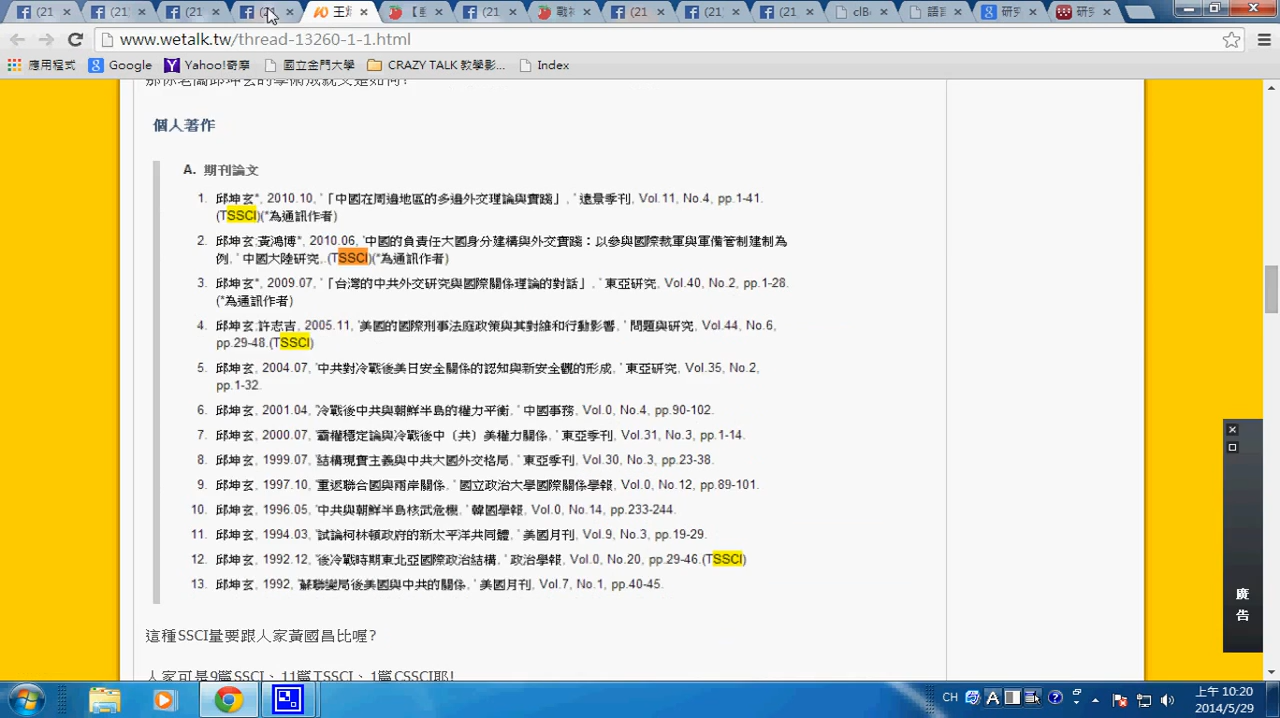 (21
(21
(21
(21
王炳
【重
(21
戰神
(21
(21
(21
clBo
語言
研究
研究
www.wetalk.tw/thread-13260-1-1.html
應用程式
Google
Yahoo!奇摩
國立金門大學
CRAZY TALK 教學影...
Index
個人著作
A. 期刊論文
1. 邱坤玄*, 2010.10, '「中國在周邊地區的多邊外交理論與實踐」, ' 遠景季刊, Vol.11, No.4, pp.1-41.
(TSSCI)(*為通訊作者)
2. 邱坤玄;黃鴻博*, 2010.06, '中國的負責任大國身分建構與外交實踐：以參與國際裁軍與軍備管制建制為
例, ' 中國大陸研究, .(TSSCI)(*為通訊作者)
3. 邱坤玄*, 2009.07, '「台灣的中共外交研究與國際關係理論的對話」, ' 東亞研究, Vol.40, No.2, pp.1-28.
(*為通訊作者)
4. 邱坤玄;許志吉, 2005.11, '美國的國際刑事法庭政策與其對維和行動影響, ' 問題與研究, Vol.44, No.6,
pp.29-48.(TSSCI)
5. 邱坤玄, 2004.07, '中共對冷戰後美日安全關係的認知與新安全觀的形成, ' 東亞研究, Vol.35, No.2,
pp.1-32.
6. 邱坤玄, 2001.04, '冷戰後中共與朝鮮半島的權力平衡, ' 中國事務, Vol.0, No.4, pp.90-102.
7. 邱坤玄, 2000.07, '霸權穩定論與冷戰後中（共）美權力關係, ' 東亞季刊, Vol.31, No.3, pp.1-14.
8. 邱坤玄, 1999.07, '結構現實主義與中共大國外交格局, ' 東亞季刊, Vol.30, No.3, pp.23-38.
9. 邱坤玄, 1997.10, '重返聯合國與兩岸關係, ' 國立政治大學國際關係學報, Vol.0, No.12, pp.89-101.
10. 邱坤玄, 1996.05, '中共與朝鮮半島核武危機, ' 韓國學報, Vol.0, No.14, pp.233-244.
11. 邱坤玄, 1994.03, '試論柯林頓政府的新太平洋共同體, ' 美國月刊, Vol.9, No.3, pp.19-29.
12. 邱坤玄, 1992.12, '後冷戰時期東北亞國際政治結構, ' 政治學報, Vol.0, No.20, pp.29-46.(TSSCI)
13. 邱坤玄, 1992, '蘇聯變局後美國與中共的關係, ' 美國月刊, Vol.7, No.1, pp.40-45.
這種SSCI量要跟人家黃國昌比喔?
人家可是9篇SSCI、11篇TSSCI、1篇CSSCI耶!
廣
告
CH
上午 10:20
2014/5/29